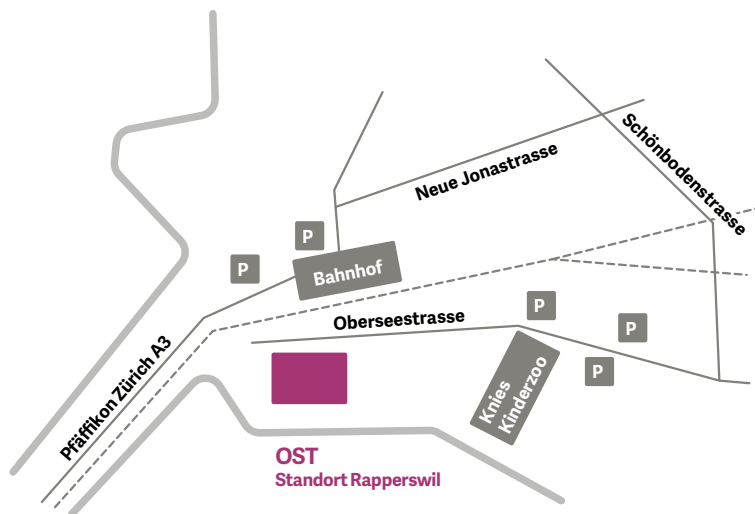 Schönbodenstrasse
Neue Jonastrasse
P
Bahnhof
P
P
Oberseestrasse
P
P
Pfäffikon Zürich A3
Knies
Kinderzoo
OST
Standort Rapperswil